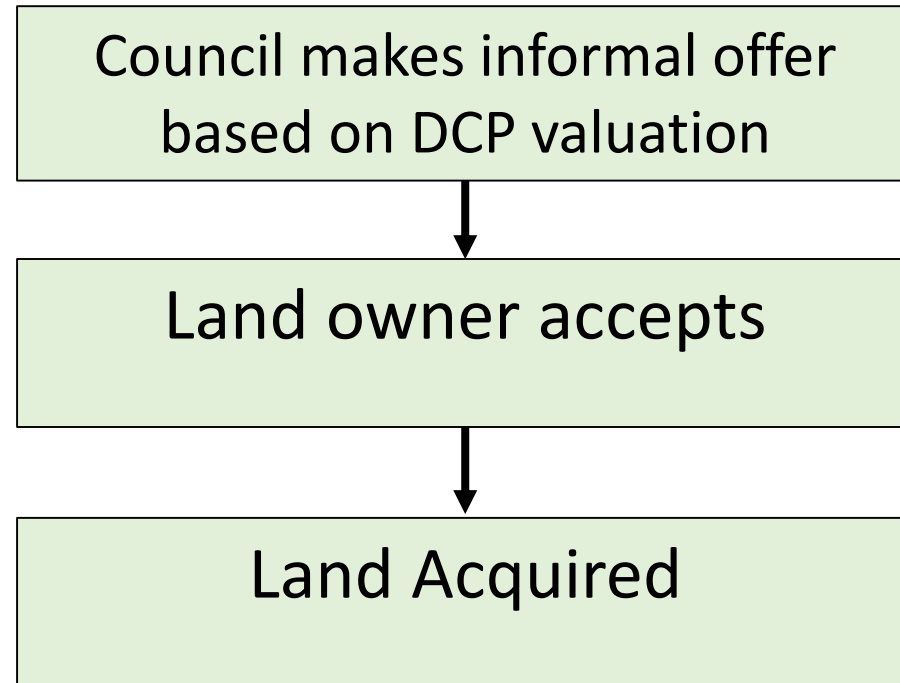 Council makes informal offer
based on DCP valuation
Land owner accepts
Land Acquired